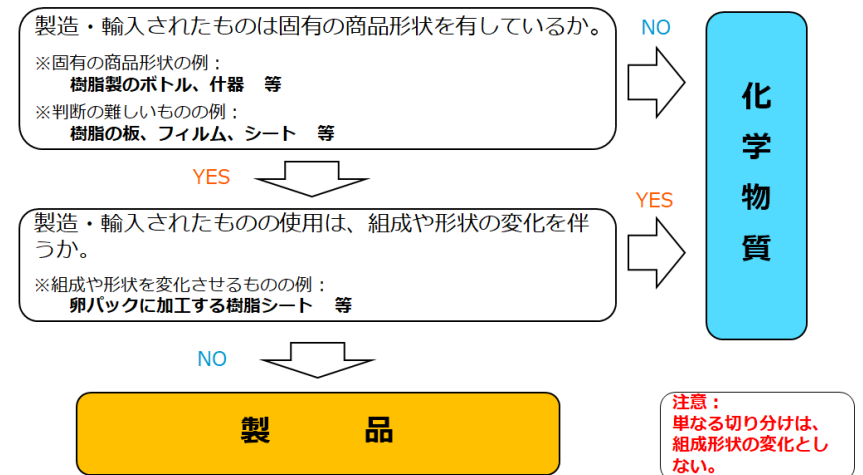 製造・輸入されたものは固有の商品形状を有しているか。
※固有の商品形状の例：
樹脂製のボトル、什器　等
※判断の難しいものの例：
樹脂の板、フィルム、シート　等
NO
YES
製造・輸入されたものの使用は、組成や形状の変化を伴
うか。
※組成や形状を変化させるものの例：
卵パックに加工する樹脂シート　等
YES
NO
化
学
物
質
製　品
注意：
単なる切り分けは、
組成形状の変化とし
ない。